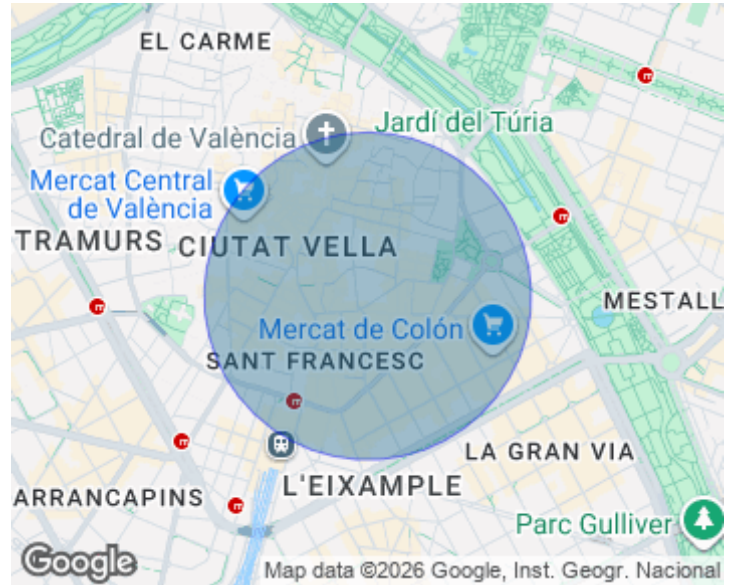 EL CARME
Catedral de València
Jardí del Túria
Mercat Central
de València
TRAMURS
CIUTAT VELLA
MESTALL
Mercat de Colón
SANT FRANCESC
LA GRAN VIA
L'EIXAMPLE
ARRANCAPINS
Parc Gulliver
Google
Map data ©2026 Google, Inst. Geogr. Nacional